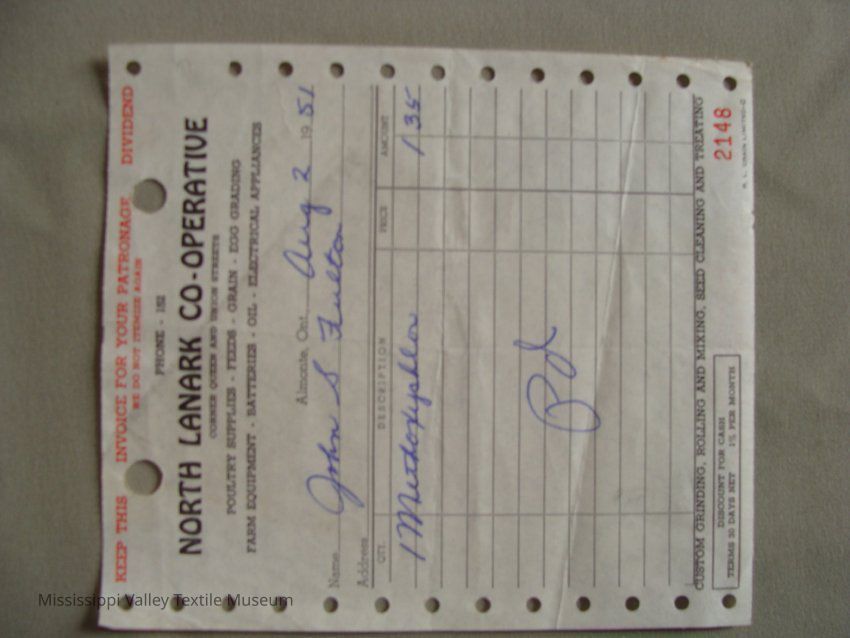 KEEP THIS INVOICE FOR YOUR PATRONAGE DIVIDEND
WE DO NOT ITEMIZE AGAIN
PHONE - 152
NORTH LANARK CO-OPERATIVE
CORNER QUEEN AND UNION STREETS
POULTRY SUPPLIES - FEEDS - GRAIN - EGG GRADING
FARM EQUIPMENT - BATTERIES - OIL - ELECTRICAL APPLIANCES
Almonte, Ont. Aug 2 19 51
Name John S Fulton
Address
QTY. DESCRIPTION PRICE AMOUNT
1 Methoxychlor 1 35
Pd
CUSTOM GRINDING, ROLLING AND MIXING, SEED CLEANING AND TREATING
DISCOUNT FOR CASH
TERMS 30 DAYS NET 1% PER MONTH
2148
Mississippi Valley Textile Museum